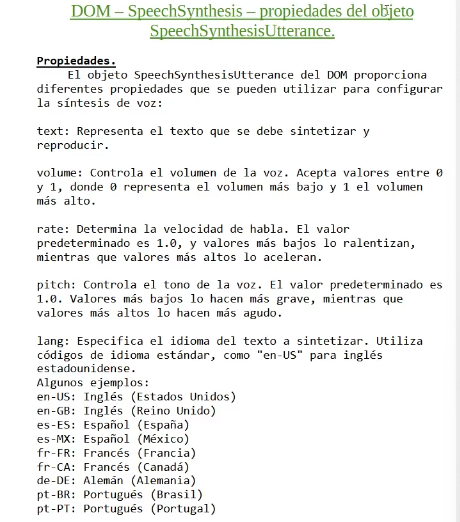 DOM – SpeechSynthesis – propiedades del objeto
SpeechSynthesisUtterance.
Propiedades.
El objeto SpeechSynthesisUtterance del DOM proporciona
diferentes propiedades que se pueden utilizar para configurar
la síntesis de voz:
text: Representa el texto que se debe sintetizar y
reproducir.
volume: Controla el volumen de la voz. Acepta valores entre 0
y 1, donde 0 representa el volumen más bajo y 1 el volumen
más alto.
rate: Determina la velocidad de habla. El valor
predeterminado es 1.0, y valores más bajos lo ralentizan,
mientras que valores más altos lo aceleran.
pitch: Controla el tono de la voz. El valor predeterminado es
1.0. Valores más bajos lo hacen más grave, mientras que
valores más altos lo hacen más agudo.
lang: Especifica el idioma del texto a sintetizar. Utiliza
códigos de idioma estándar, como "en-US" para inglés
estadounidense.
Algunos ejemplos:
en-US: Inglés (Estados Unidos)
en-GB: Inglés (Reino Unido)
es-ES: Español (España)
es-MX: Español (México)
fr-FR: Francés (Francia)
fr-CA: Francés (Canadá)
de-DE: Alemán (Alemania)
pt-BR: Portugués (Brasil)
pt-PT: Portugués (Portugal)